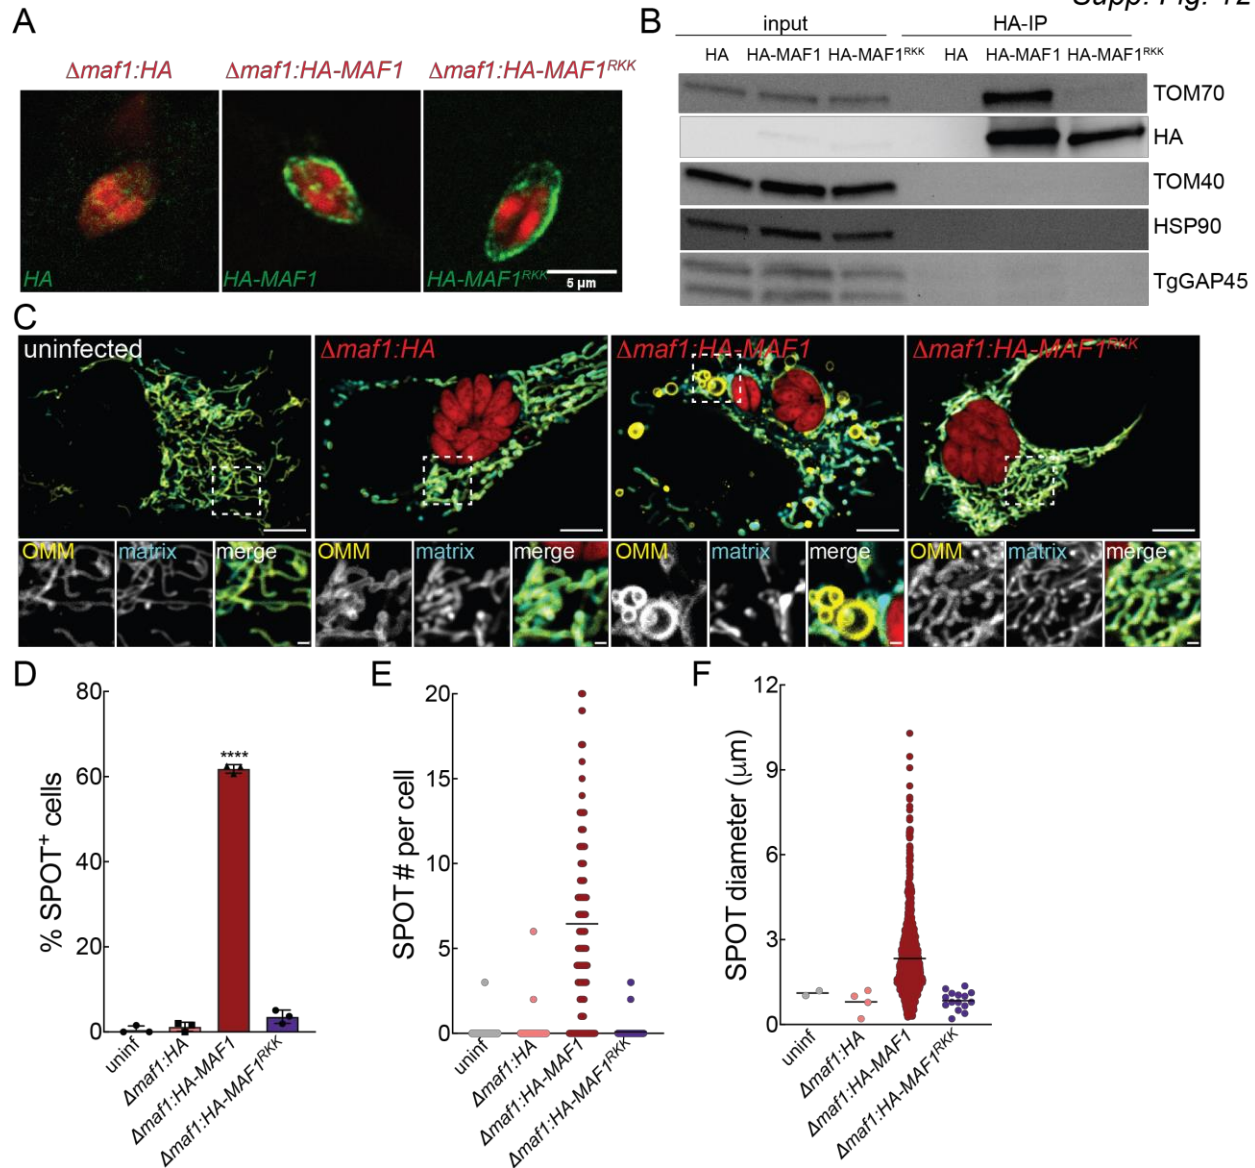 A
Δmaf1:HA
Δmaf1:HA-MAF1
Δmaf1:HA-MAF1RKK
HA
HA-MAF1
HA-MAF1RKK
5 µm
B
input
HA-IP
HA HA-MAF1 HA-MAF1RKK HA HA-MAF1 HA-MAF1RKK
TOM70
HA
TOM40
HSP90
TgGAP45
C
uninfected
Δmaf1:HA
Δmaf1:HA-MAF1
Δmaf1:HA-MAF1RKK
OMM matrix merge OMM matrix merge OMM matrix merge OMM matrix merge
D
% SPOT+ cells
80
60
40
20
0
****
uninf
Δmaf1:HA
Δmaf1:HA-MAF1
Δmaf1:HA-MAF1RKK
E
SPOT # per cell
20
15
10
5
0
uninf
Δmaf1:HA
Δmaf1:HA-MAF1
Δmaf1:HA-MAF1RKK
F
SPOT diameter (µm)
12
9
6
3
0
uninf
Δmaf1:HA
Δmaf1:HA-MAF1
Δmaf1:HA-MAF1RKK